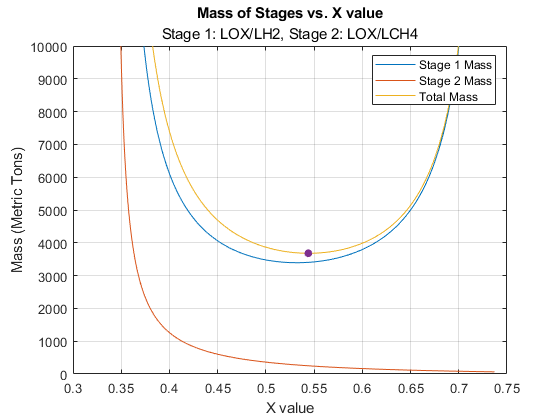 Mass of Stages vs. X value
Stage 1: LOX/LH2, Stage 2: LOX/LCH4
Stage 1 Mass
Stage 2 Mass
Total Mass
Mass (Metric Tons)
10000
9000
8000
7000
6000
5000
4000
3000
2000
1000
0
0.3 0.35 0.4 0.45 0.5 0.55 0.6 0.65 0.7 0.75
X value